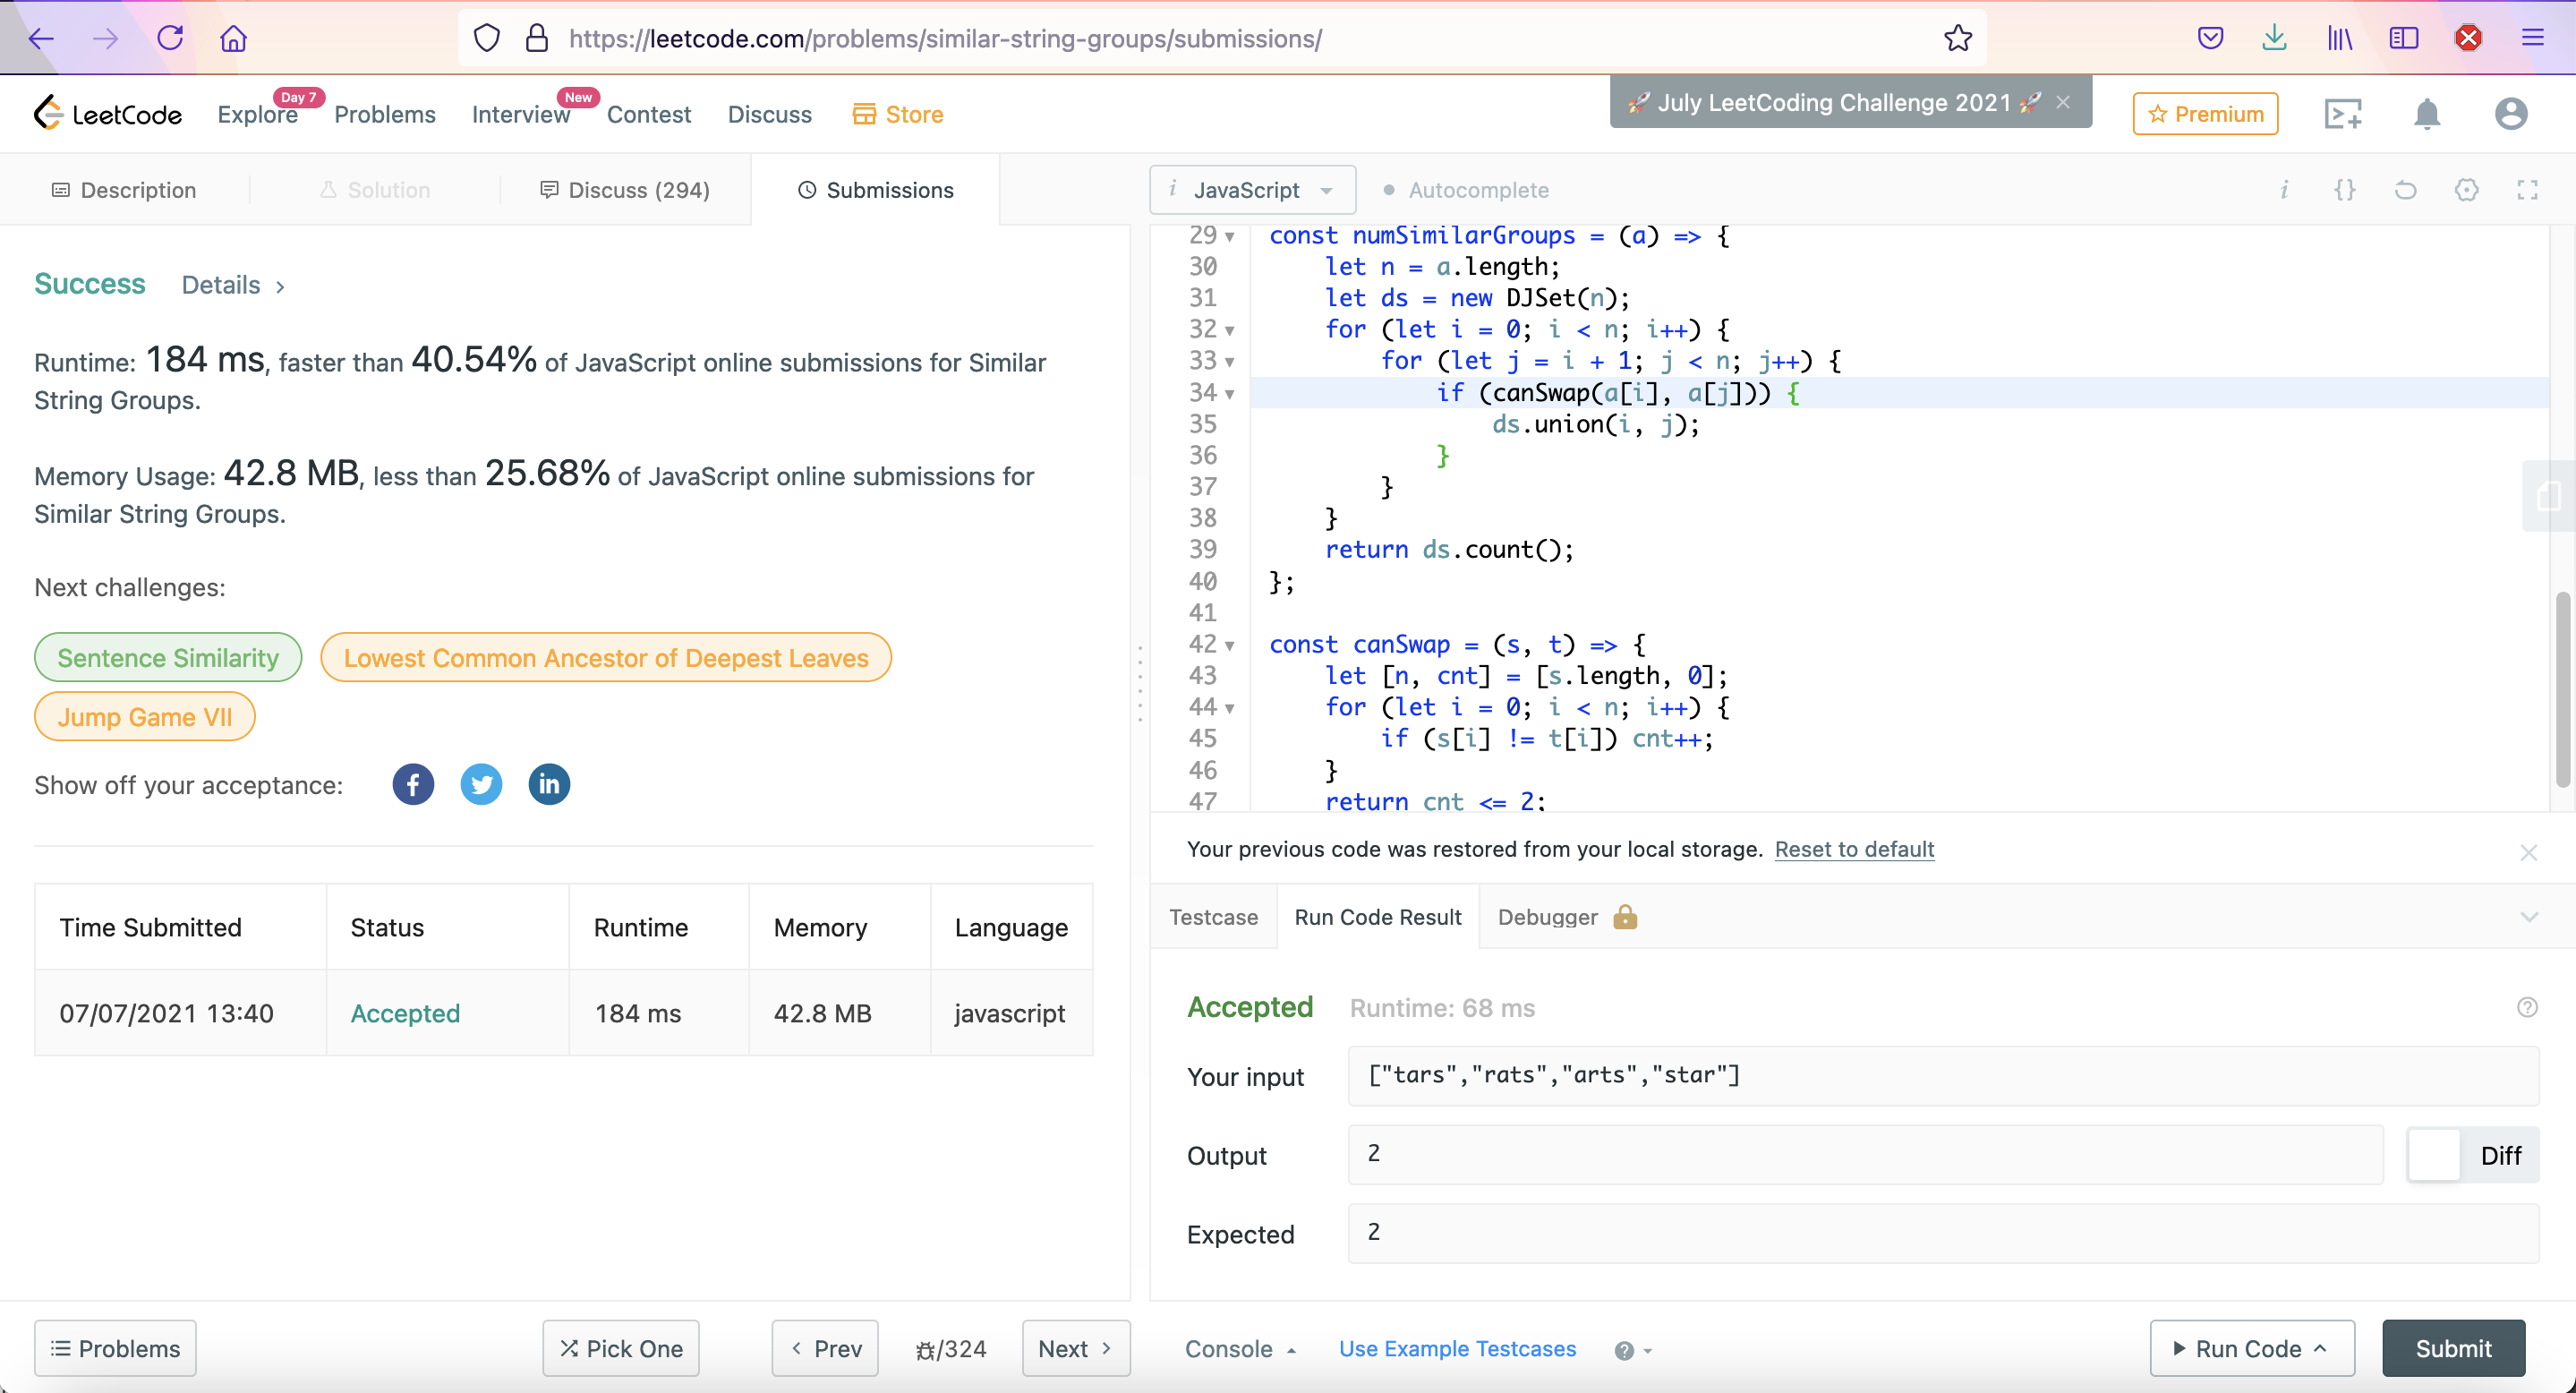 https://leetcode.com/problems/similar-string-groups/submissions/
LeetCode
Explore Day 7 Problems Interview New Contest Discuss Store
🚀 July LeetCoding Challenge 2021 🚀 ×
Premium
Description Solution Discuss (294) Submissions
Success Details >
Runtime: 184 ms, faster than 40.54% of JavaScript online submissions for Similar
String Groups.
Memory Usage: 42.8 MB, less than 25.68% of JavaScript online submissions for
Similar String Groups.
Next challenges:
Sentence Similarity Lowest Common Ancestor of Deepest Leaves
Jump Game VII
Show off your acceptance:
Time Submitted Status Runtime Memory Language
07/07/2021 13:40 Accepted 184 ms 42.8 MB javascript
Problems Pick One < Prev /324 Next >
i JavaScript Autocomplete
29 const numSimilarGroups = (a) => {
30     let n = a.length;
31     let ds = new DJSet(n);
32     for (let i = 0; i < n; i++) {
33         for (let j = i + 1; j < n; j++) {
34             if (canSwap(a[i], a[j])) {
35                 ds.union(i, j);
36             }
37         }
38     }
39     return ds.count();
40 };
41
42 const canSwap = (s, t) => {
43     let [n, cnt] = [s.length, 0];
44     for (let i = 0; i < n; i++) {
45         if (s[i] != t[i]) cnt++;
46     }
47     return cnt <= 2;
Your previous code was restored from your local storage. Reset to default
Testcase Run Code Result Debugger
Accepted Runtime: 68 ms
Your input ["tars","rats","arts","star"]
Output 2 Diff
Expected 2
Console Use Example Testcases Run Code Submit